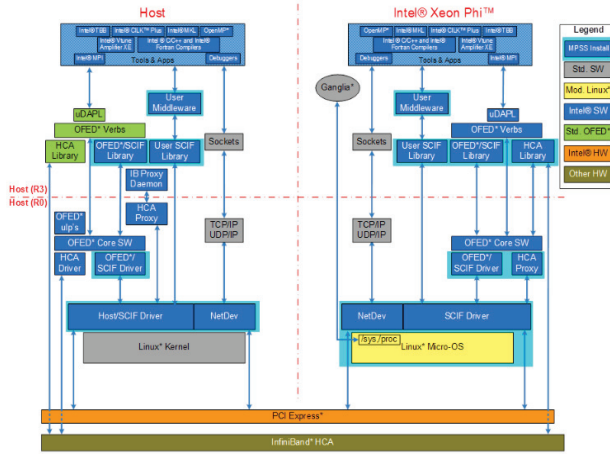 Host
Intel® Xeon Phi™
Legend
MPSS Install
Std. SW
Mod. Linux*
Intel® SW
Std. OFED*
Intel® HW
Other HW
OpenMP*
Intel® TBB
Intel® CILK™ Plus
Intel® MKL
OpenMP*
Intel® Vtune
Amplifier XE
Intel® C/C++ and Intel®
Fortran Compilers
Tools & Apps
Intel® MPI
Debuggers
Intel® CILK™ Plus
Intel® MKL
Intel® TBB
Intel® C/C++ and Intel®
Fortran Compilers
Intel® Vtune
Amplifier XE
Tools & Apps
Debuggers
Intel® MPI
uDAPL
OFED* Verbs
HCA
Library
OFED*/SCIF
Library
User SCIF
Library
User
Middleware
Sockets
IB Proxy
Daemon
Host (R3)
Host (R0)
HCA
Proxy
OFED*
ulp's
OFED* Core SW
HCA
Driver
OFED*/
SCIF Driver
TCP/IP
UDP/IP
Host/SCIF Driver
NetDev
Linux* Kernel
Ganglia*
Sockets
User
Middleware
uDAPL
OFED* Verbs
User SCIF
Library
OFED*/SCIF
Library
HCA
Library
TCP/IP
UDP/IP
OFED* Core SW
OFED*/
SCIF Driver
HCA
Proxy
NetDev
SCIF Driver
/sys,/proc
Linux* Micro-OS
PCI Express*
InfiniBand* HCA